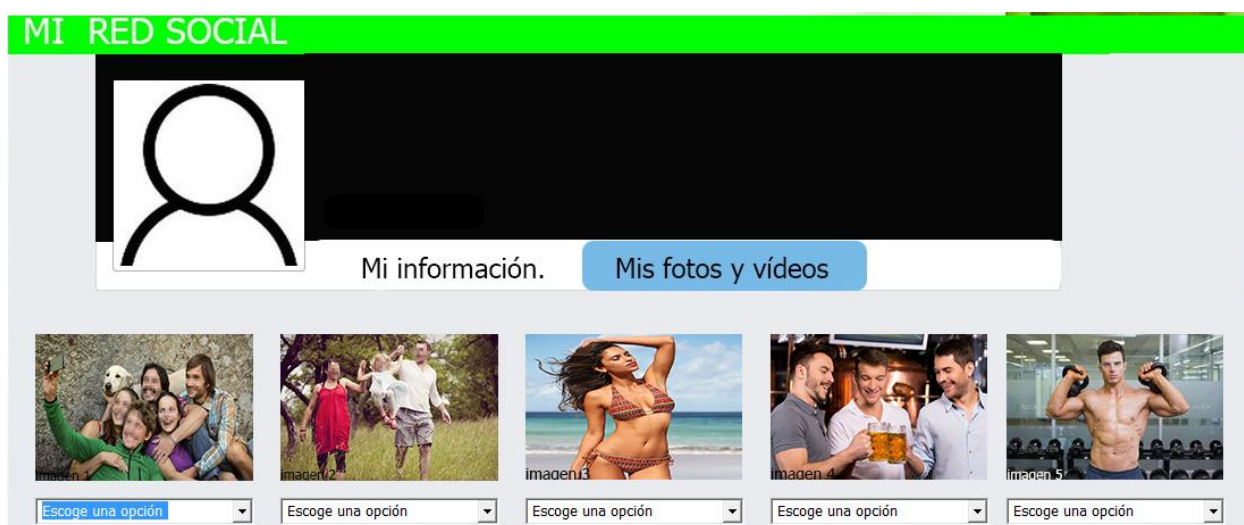 MI RED SOCIAL
Mi información.
Mis fotos y vídeos
imagen 1
imagen 2
imagen 3
imagen 4
imagen 5
Escoge una opción
Escoge una opción
Escoge una opción
Escoge una opción
Escoge una opción